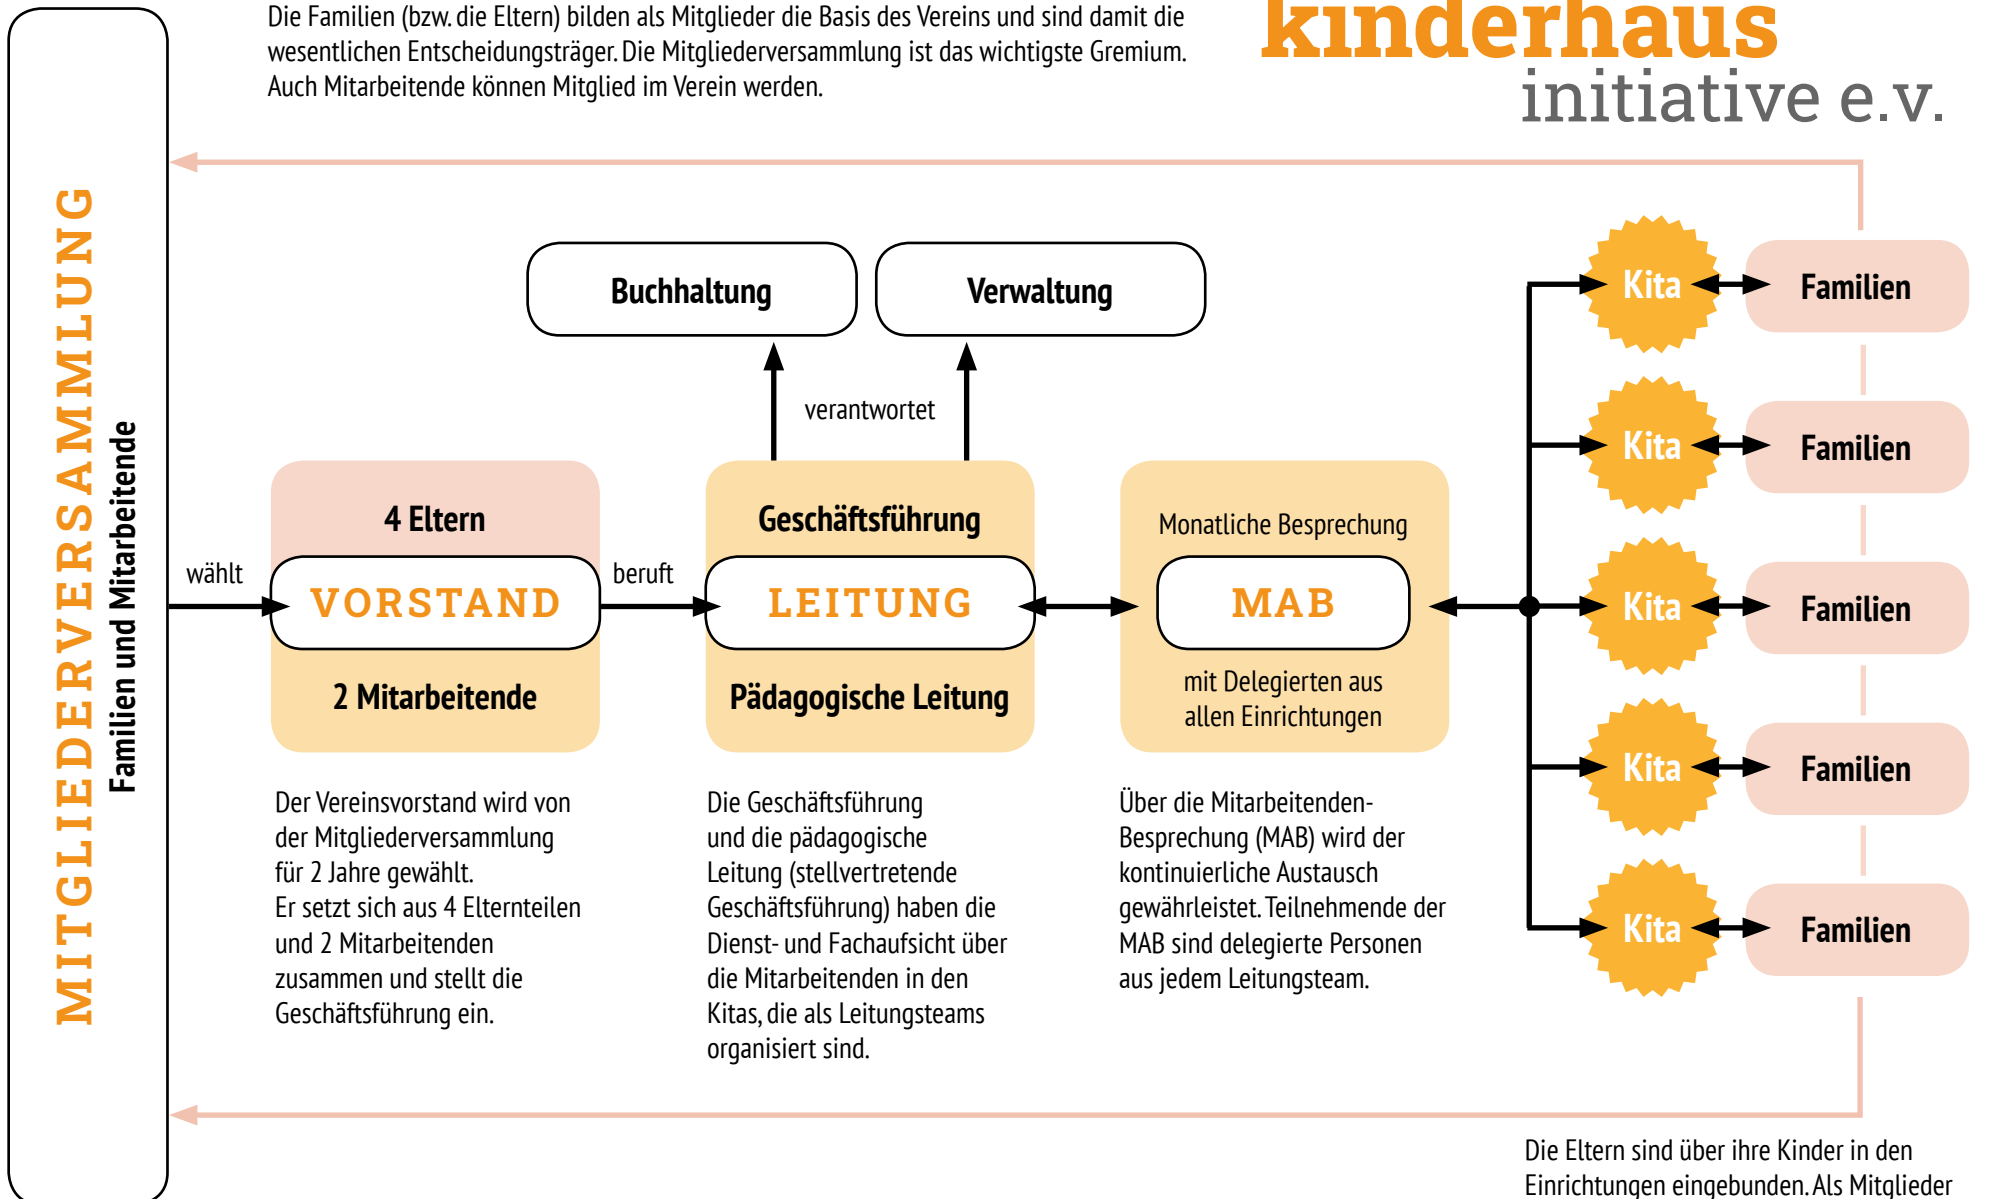 Die Familien (bzw. die Eltern) bilden als Mitglieder die Basis des Vereins und sind damit die
wesentlichen Entscheidungsträger. Die Mitgliederversammlung ist das wichtigste Gremium.
Auch Mitarbeitende können Mitglied im Verein werden.
kinderhaus
initiative e.v.
MITGLIEDERVERSAMMLUNG
Familien und Mitarbeitende
wählt
4 Eltern
VORSTAND
2 Mitarbeitende
Der Vereinsvorstand wird von
der Mitgliederversammlung
für 2 Jahre gewählt.
Er setzt sich aus 4 Elternteilen
und 2 Mitarbeitenden
zusammen und stellt die
Geschäftsführung ein.
beruft
Buchhaltung
Verwaltung
verantwortet
Geschäftsführung
LEITUNG
Pädagogische Leitung
Die Geschäftsführung
und die pädagogische
Leitung (stellvertretende
Geschäftsführung) haben die
Dienst- und Fachaufsicht über
die Mitarbeitenden in den
Kitas, die als Leitungsteams
organisiert sind.
Monatliche Besprechung
MAB
mit Delegierten aus
allen Einrichtungen
Über die Mitarbeitenden-
Besprechung (MAB) wird der
kontinuierliche Austausch
gewährleistet. Teilnehmende der
MAB sind delegierte Personen
aus jedem Leitungsteam.
Kita
Familien
Kita
Familien
Kita
Familien
Kita
Familien
Kita
Familien
Die Eltern sind über ihre Kinder in den
Einrichtungen eingebunden. Als Mitglieder